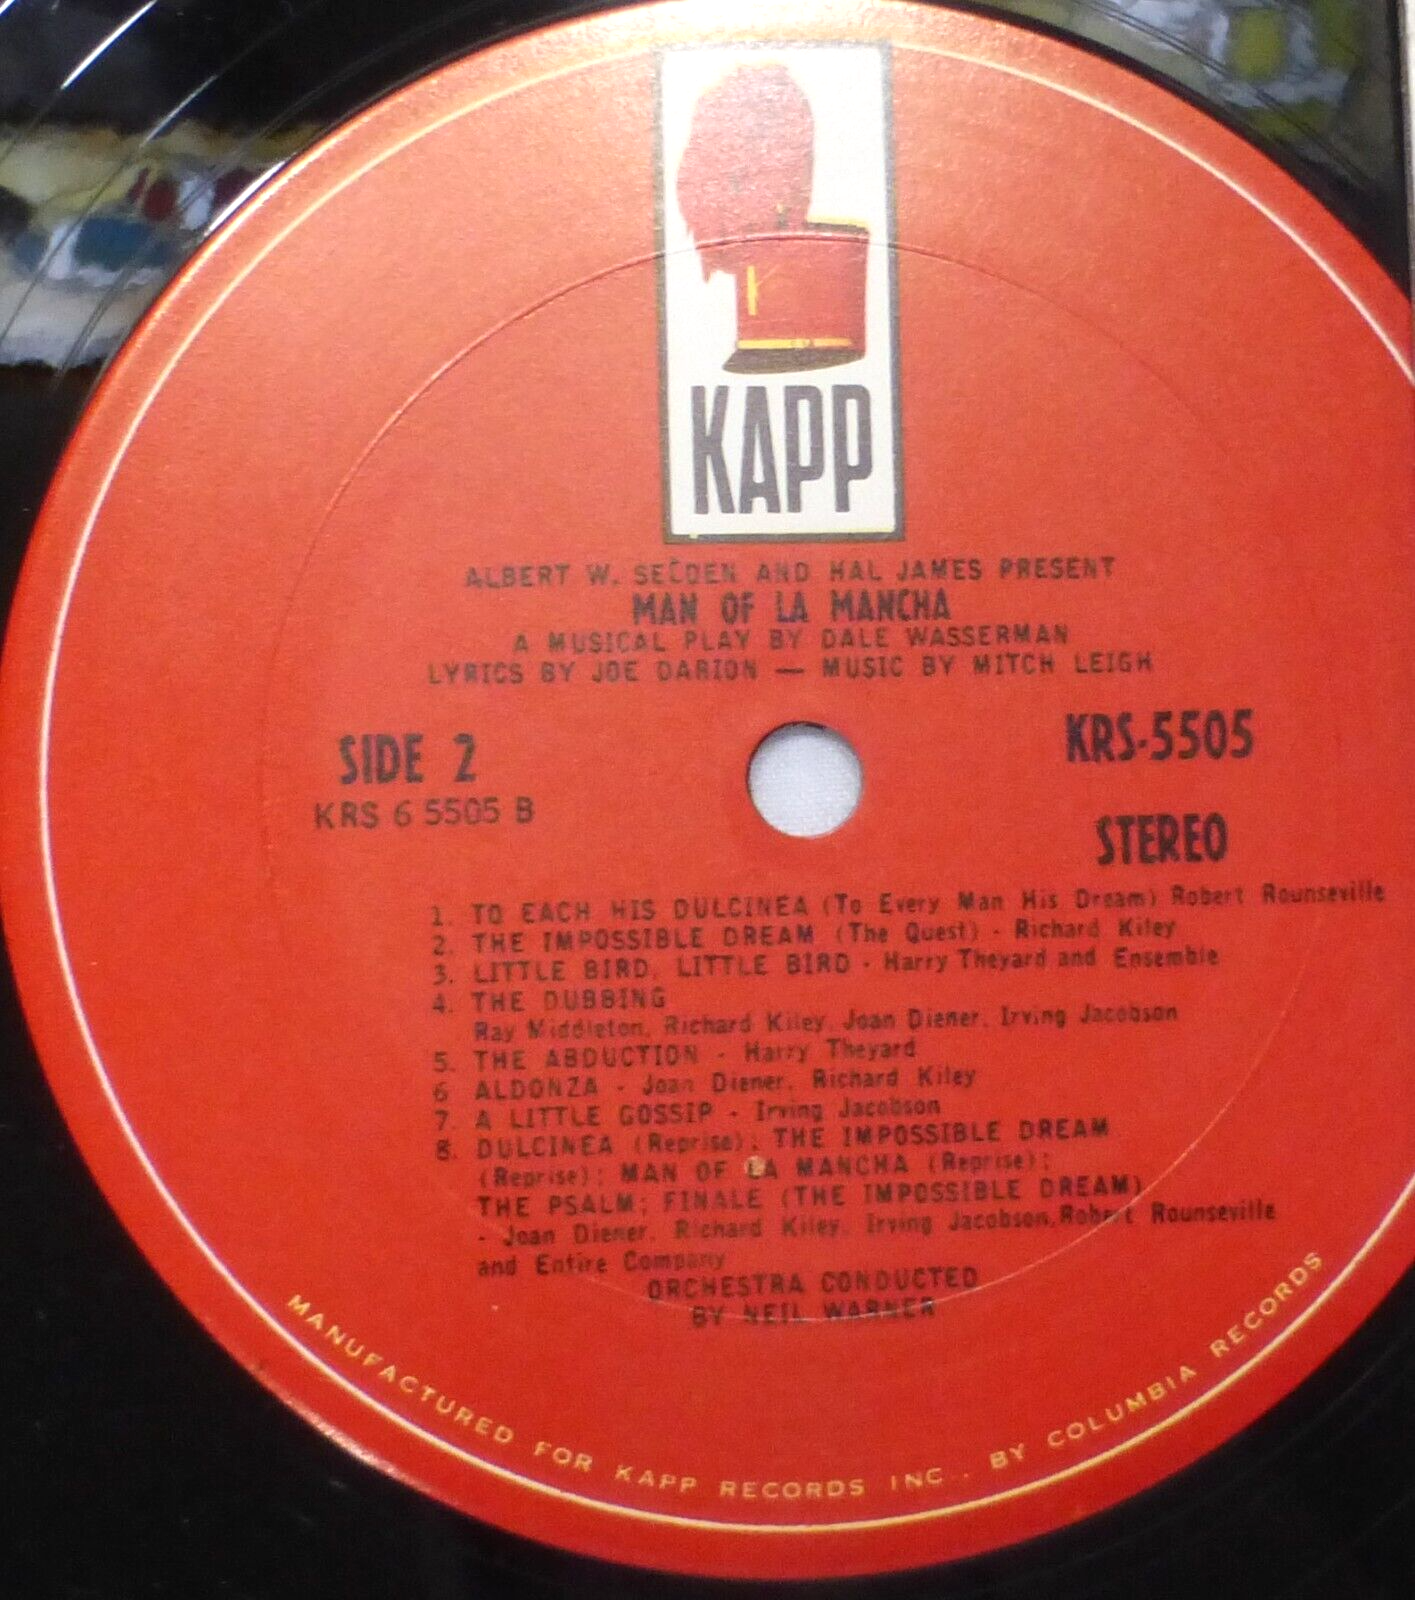 KAPP
ALBERT W. SELDEN AND HAL JAMES PRESENT
MAN OF LA MANCHA
A MUSICAL PLAY BY DALE WASSERMAN
LYRICS BY JOE DARION — MUSIC BY MITCH LEIGH
SIDE 2
KRS 6 5505 B
KRS-5505
STEREO
1. TO EACH HIS DULCINEA (To Every Man His Dream) Robert Rounseville
2. THE IMPOSSIBLE DREAM (The Quest) - Richard Kiley
3. LITTLE BIRD, LITTLE BIRD - Harry Theyard and Ensemble
4. THE DUBBING
Ray Middleton, Richard Kiley, Joan Diener, Irving Jacobson
5. THE ABDUCTION - Harry Theyard
6 ALDONZA - Joan Diener, Richard Kiley
7. A LITTLE GOSSIP - Irving Jacobson
8. DULCINEA (Reprise); THE IMPOSSIBLE DREAM
(Reprise); MAN OF LA MANCHA (Reprise);
THE PSALM; FINALE (THE IMPOSSIBLE DREAM)
- Joan Diener, Richard Kiley, Irving Jacobson, Robert Rounseville
and Entire Company
ORCHESTRA CONDUCTED
BY NEIL WARNER
MANUFACTURED FOR KAPP RECORDS INC., BY COLUMBIA RECORDS